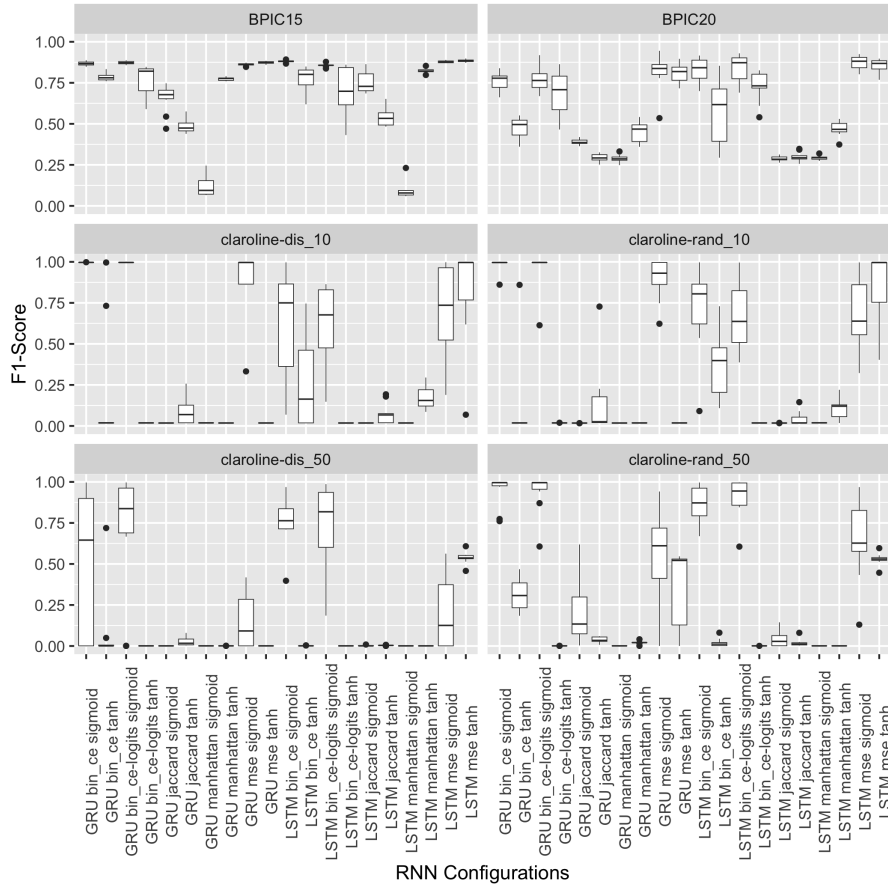 BPIC15
BPIC20
1.00
0.75
0.50
0.25
0.00
claroline-dis_10
claroline-rand_10
1.00
0.75
0.50
0.25
0.00
F1-Score
claroline-dis_50
claroline-rand_50
1.00
0.75
0.50
0.25
0.00
GRU bin_ce sigmoid
GRU bin_ce tanh
GRU bin_ce-logits sigmoid
GRU bin_ce-logits tanh
GRU jaccard sigmoid
GRU jaccard tanh
GRU manhattan sigmoid
GRU manhattan tanh
GRU mse sigmoid
GRU mse tanh
LSTM bin_ce sigmoid
LSTM bin_ce tanh
LSTM bin_ce-logits sigmoid
LSTM bin_ce-logits tanh
LSTM jaccard sigmoid
LSTM jaccard tanh
LSTM manhattan sigmoid
LSTM manhattan tanh
LSTM mse sigmoid
LSTM mse tanh
GRU bin_ce sigmoid
GRU bin_ce tanh
GRU bin_ce-logits sigmoid
GRU bin_ce-logits tanh
GRU jaccard sigmoid
GRU jaccard tanh
GRU manhattan sigmoid
GRU manhattan tanh
GRU mse sigmoid
GRU mse tanh
LSTM bin_ce sigmoid
LSTM bin_ce tanh
LSTM bin_ce-logits sigmoid
LSTM bin_ce-logits tanh
LSTM jaccard sigmoid
LSTM jaccard tanh
LSTM manhattan sigmoid
LSTM manhattan tanh
LSTM mse sigmoid
LSTM mse tanh
RNN Configurations